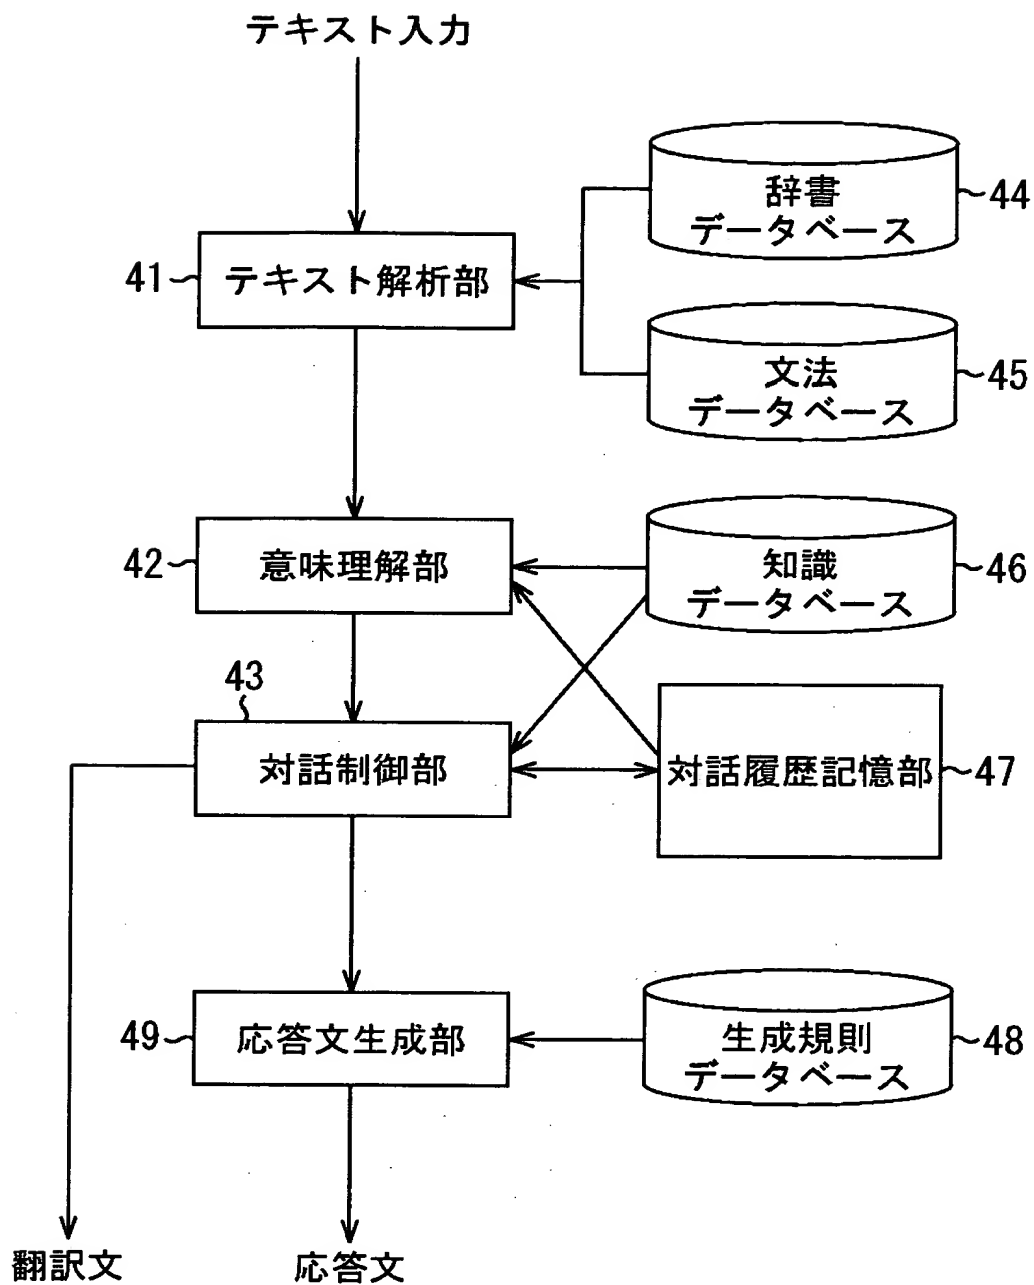 テキスト入力
辞書
データベース
44
41
テキスト解析部
文法
データベース
45
42
意味理解部
知識
データベース
46
43
対話制御部
対話履歴記憶部
47
49
応答文生成部
生成規則
データベース
48
翻訳文
応答文